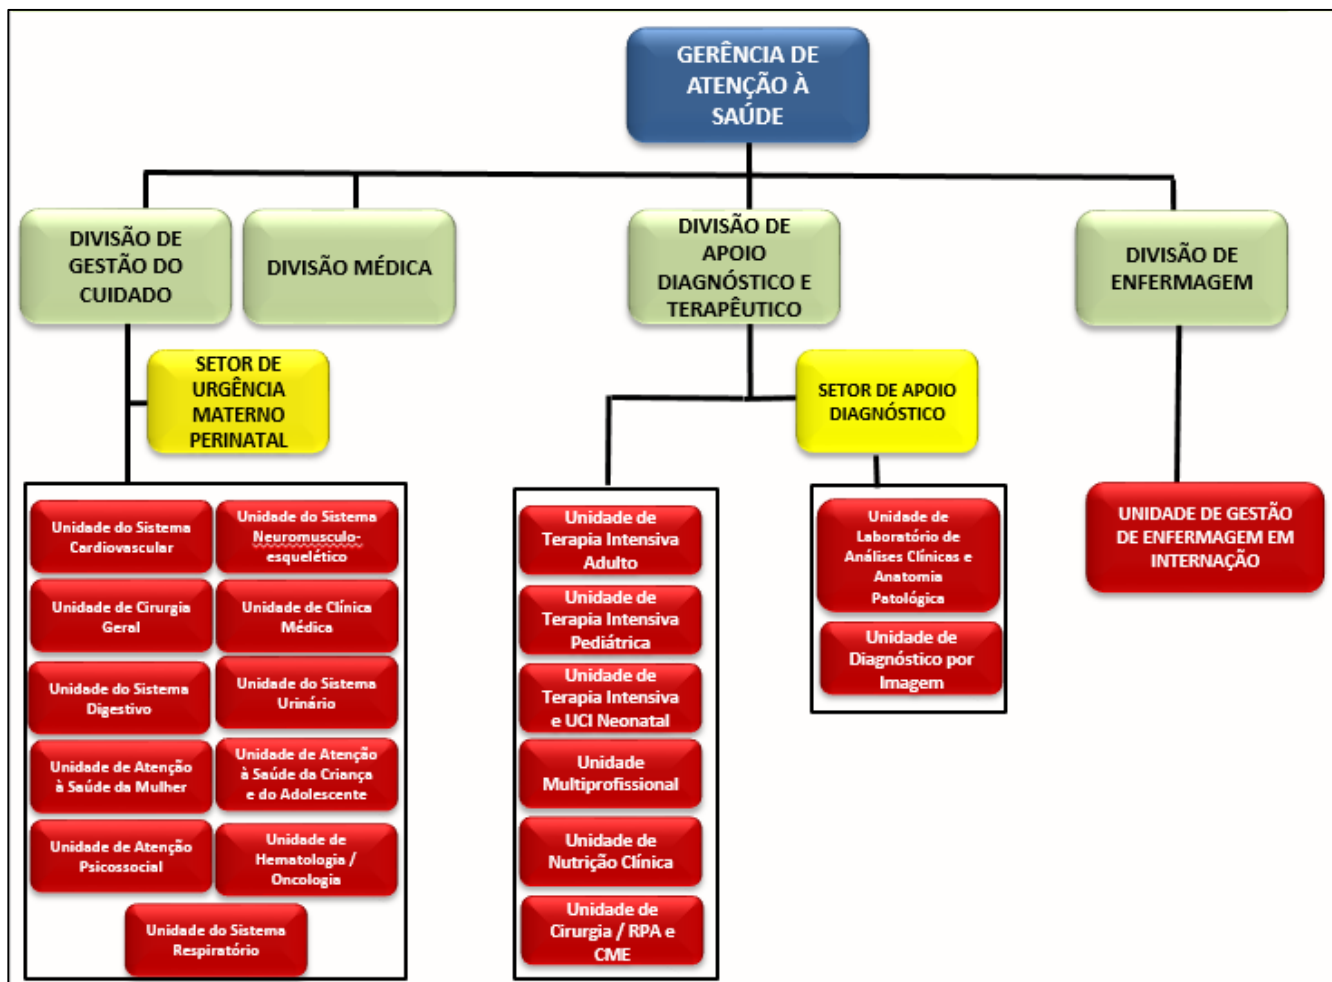 GERÊNCIA DE
ATENÇÃO À
SAÚDE
DIVISÃO DE
GESTÃO DO
CUIDADO
DIVISÃO MÉDICA
DIVISÃO DE
APOIO
DIAGNÓSTICO E
TERAPÊUTICO
DIVISÃO DE
ENFERMAGEM
SETOR DE
URGÊNCIA
MATERNO
PERINATAL
SETOR DE APOIO
DIAGNÓSTICO
Unidade do Sistema
Cardiovascular
Unidade do Sistema
Neuromusculo-
esquelético
Unidade de Cirurgia
Geral
Unidade de Clínica
Médica
Unidade do Sistema
Digestivo
Unidade do Sistema
Urinário
Unidade de Atenção
à Saúde da Mulher
Unidade de Atenção
à Saúde da Criança
e do Adolescente
Unidade de Atenção
Psicossocial
Unidade de
Hematologia /
Oncologia
Unidade do Sistema
Respiratório
Unidade de
Terapia Intensiva
Adulto
Unidade de
Terapia Intensiva
Pediátrica
Unidade de
Terapia Intensiva
e UCI Neonatal
Unidade
Multiprofissional
Unidade de
Nutrição Clínica
Unidade de
Cirurgia / RPA e
CME
Unidade de
Laboratório de
Análises Clínicas e
Anatomia
Patológica
Unidade de
Diagnóstico por
Imagem
UNIDADE DE GESTÃO
DE ENFERMAGEM EM
INTERNAÇÃO